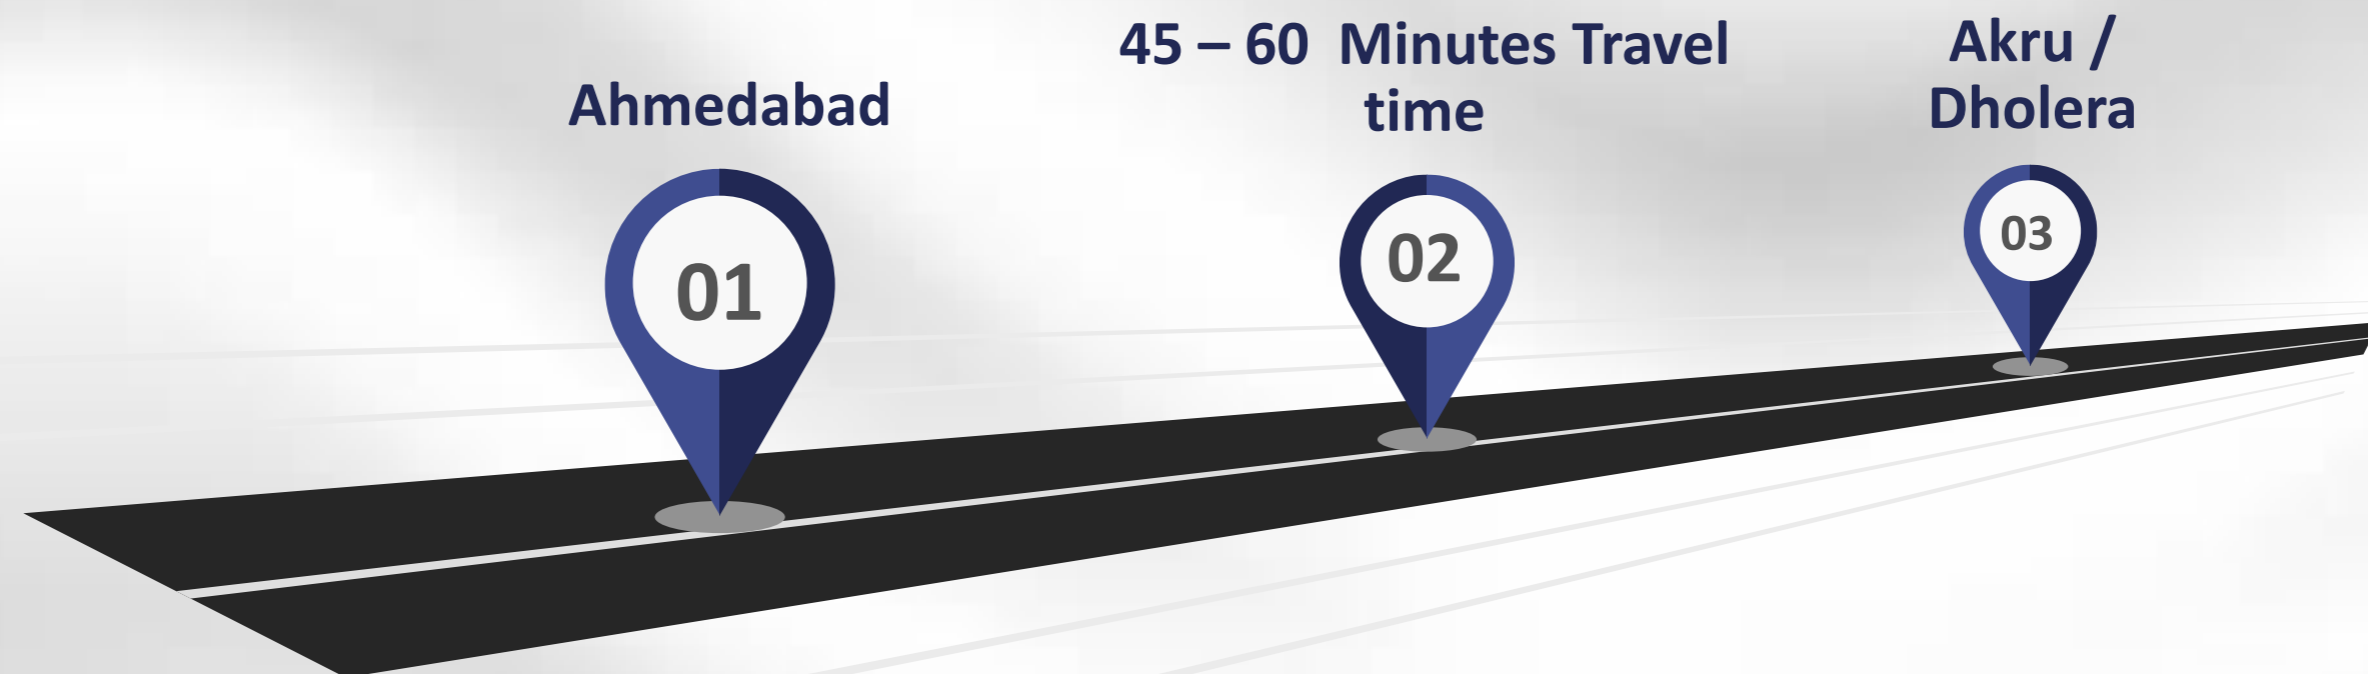 Ahmedabad
01
45 – 60 Minutes Travel
time
02
Akru /
Dholera
03